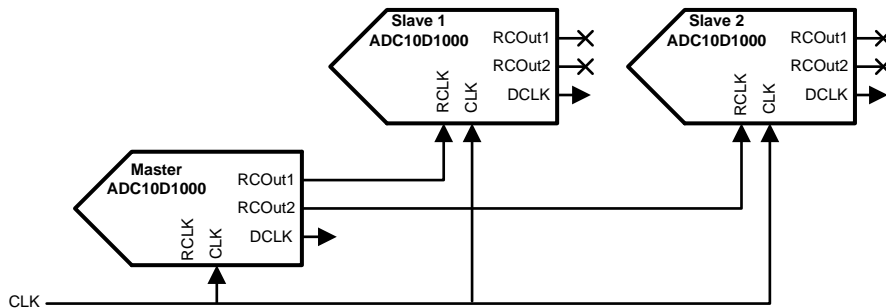 Slave 1
ADC10D1000
RCOut1
RCOut2
DCLK
RCLK
CLK
Slave 2
ADC10D1000
RCOut1
RCOut2
DCLK
RCLK
CLK
Master
ADC10D1000
RCOut1
RCOut2
DCLK
RCLK
CLK
CLK